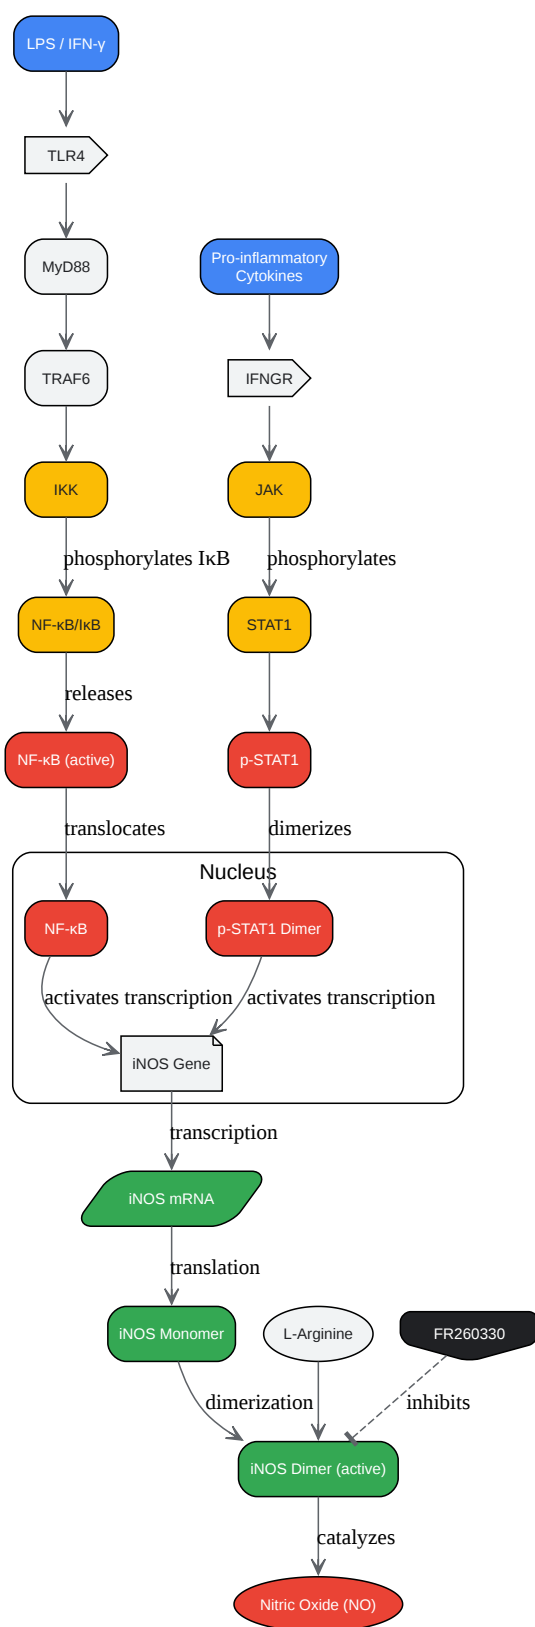 LPS / IFN-γ
TLR4
MyD88
Pro-inflammatory
Cytokines
TRAF6
IFNGR
IKK
JAK
phosphorylates IκB
phosphorylates
NF-κB/IκB
STAT1
releases
NF-κB (active)
p-STAT1
translocates
dimerizes
Nucleus
NF-κB
p-STAT1 Dimer
activates transcription
activates transcription
iNOS Gene
transcription
iNOS mRNA
translation
iNOS Monomer
L-Arginine
FR260330
dimerization
inhibits
iNOS Dimer (active)
catalyzes
Nitric Oxide (NO)